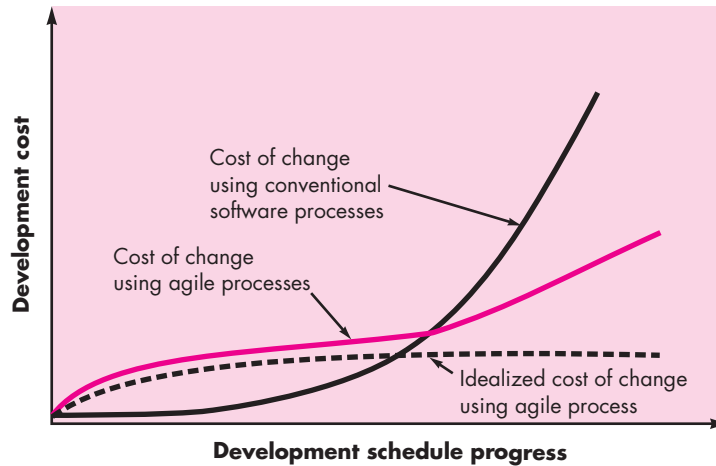 Development cost
Cost of change
using conventional
software processes
Cost of change
using agile processes
Idealized cost of change
using agile process
Development schedule progress